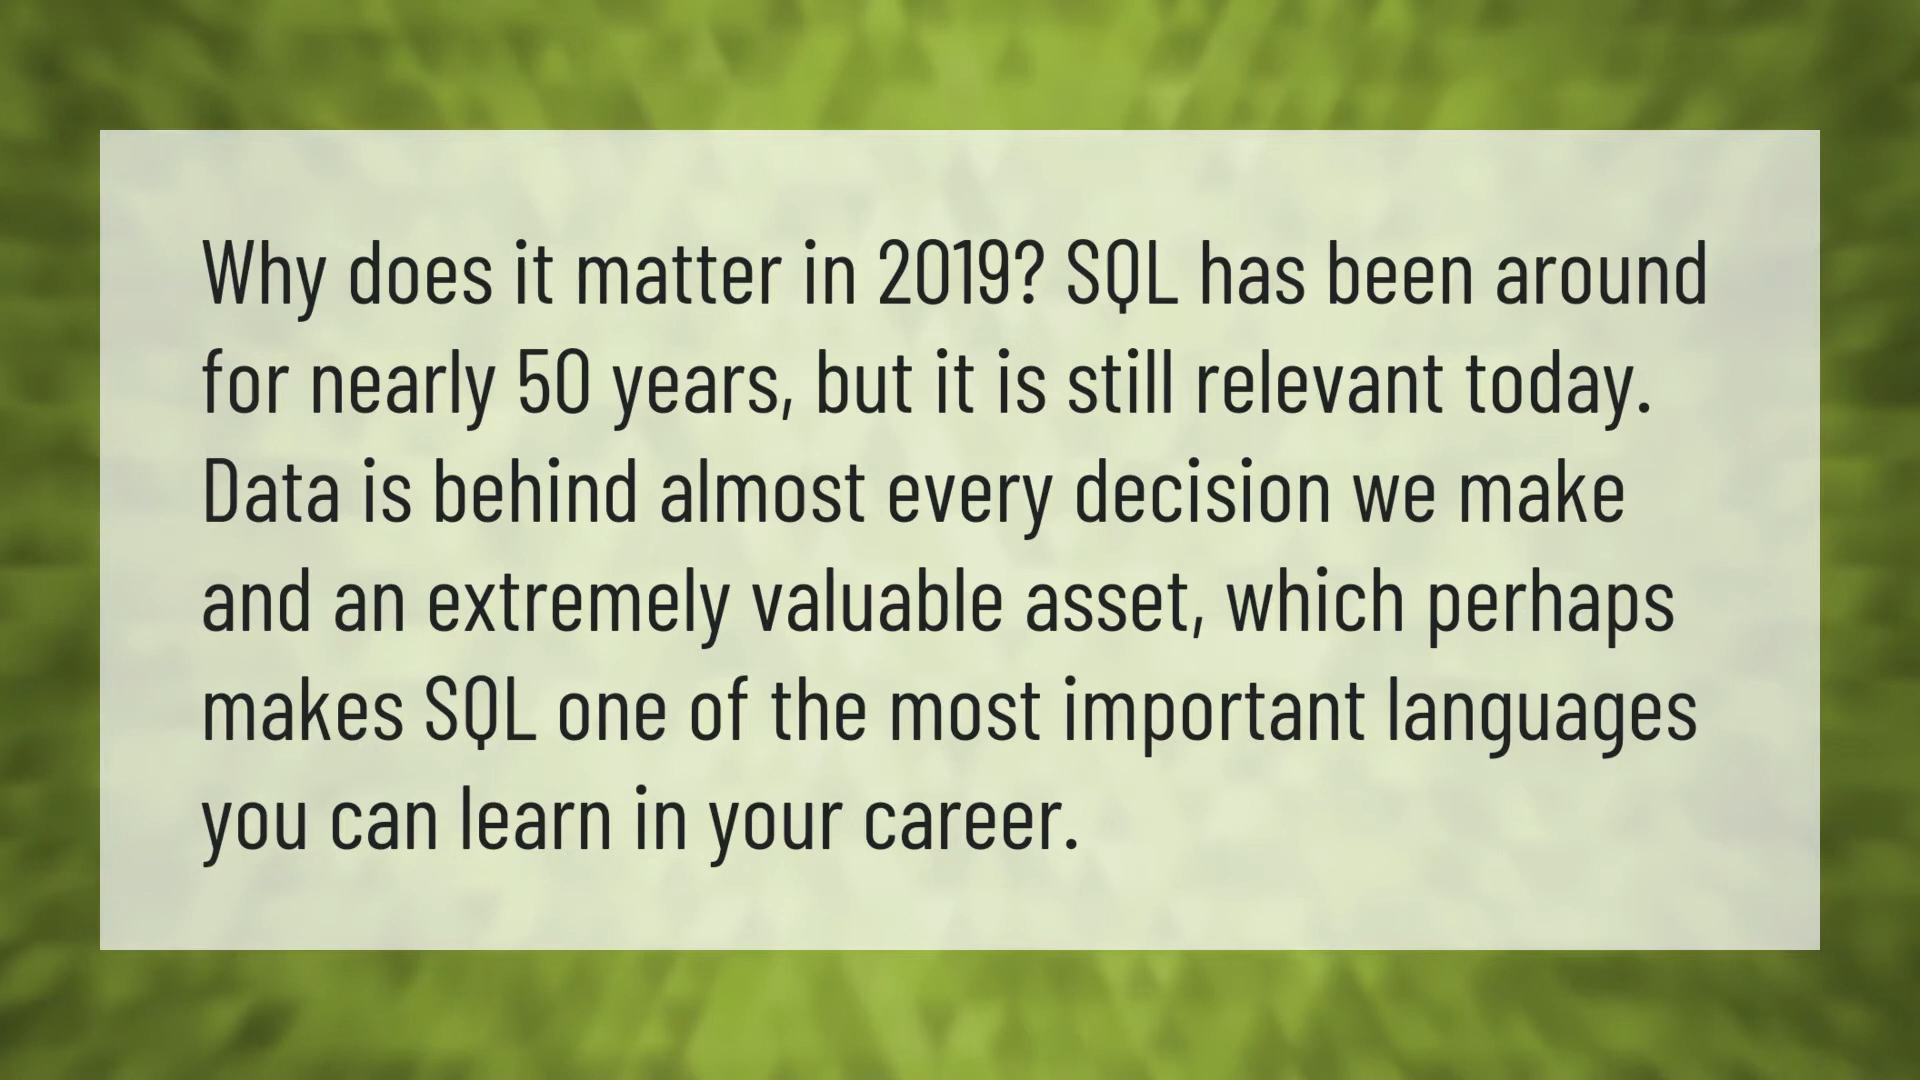 Why does it matter in 2019? SQL has been around
for nearly 50 years, but it is still relevant today.
Data is behind almost every decision we make
and an extremely valuable asset, which perhaps
makes SQL one of the most important languages
you can learn in your career.